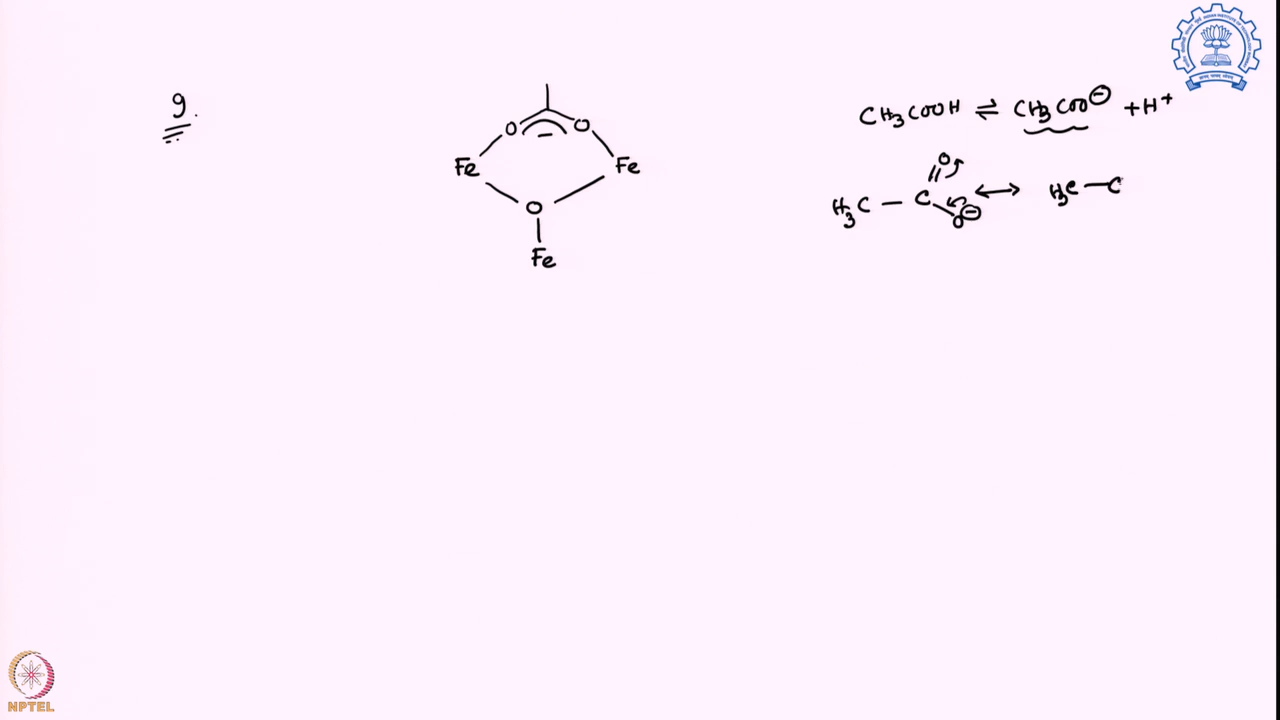 9.
CH3COOH ⇌ CH3COO⊖ + H+
O O
Fe Fe
O
Fe
O
H3C — C ⟷ H3C — C
O⊖
NPTEL